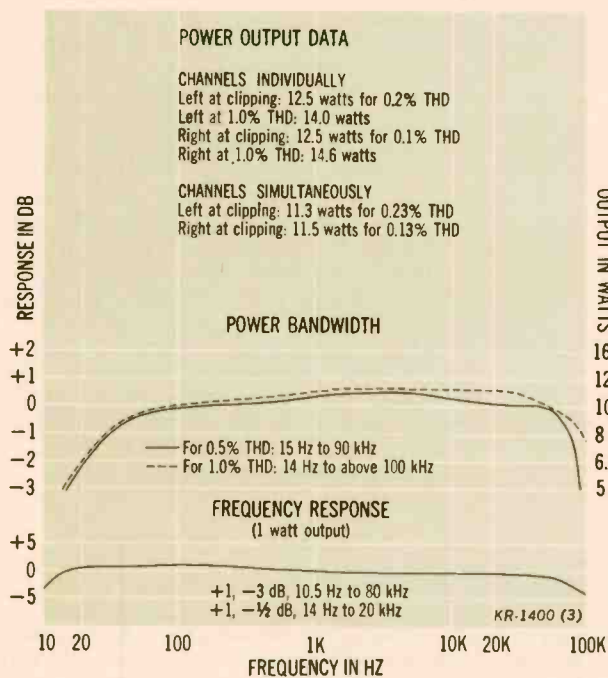 POWER OUTPUT DATA
CHANNELS INDIVIDUALLY
Left at clipping: 12.5 watts for 0.2% THD
Left at 1.0% THD: 14.0 watts
Right at clipping: 12.5 watts for 0.1% THD
Right at 1.0% THD: 14.6 watts
CHANNELS SIMULTANEOUSLY
Left at clipping: 11.3 watts for 0.23% THD
Right at clipping: 11.5 watts for 0.13% THD
RESPONSE IN DB
OUTPUT IN WATTS
POWER BANDWIDTH
+2 16
+1 12
0 10
-1 8
-2 6.
-3 5
For 0.5% THD: 15 Hz to 90 kHz
For 1.0% THD: 14 Hz to above 100 kHz
FREQUENCY RESPONSE
(1 watt output)
+5
0
-5
+1, -3 dB, 10.5 Hz to 80 kHz
+1, -½ dB, 14 Hz to 20 kHz
KR-1400 (3)
10 20 100 1K 10K 20K 100K
FREQUENCY IN HZ